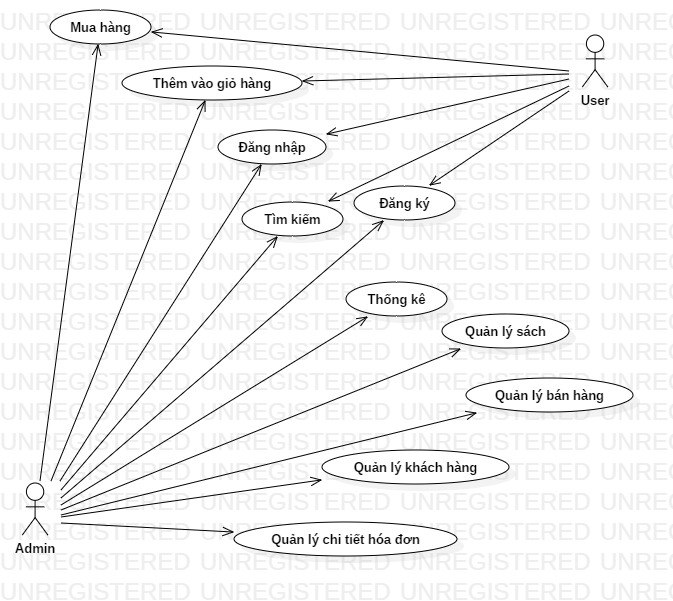 Mua hàng
Thêm vào giỏ hàng
User
Đăng nhập
Đăng ký
Tìm kiếm
Thống kê
Quản lý sách
Quản lý bán hàng
Quản lý khách hàng
Quản lý chi tiết hóa đơn
Admin
UNREGISTERED